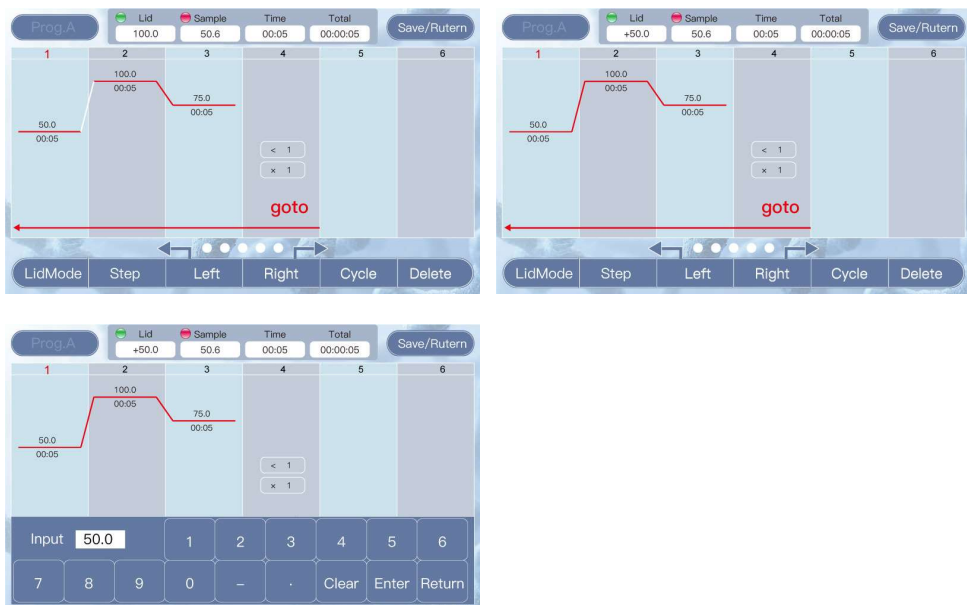 Prog.A
Lid Sample Time Total
100.0 50.6 00:05 00:00:05
Save/Rutern
1 2 3 4 5 6
100.0
00:05
75.0
00:05
50.0
00:05
< 1
× 1
goto
LidMode Step Left Right Cycle Delete
Prog.A
Lid Sample Time Total
+50.0 50.6 00:05 00:00:05
Save/Rutern
1 2 3 4 5 6
100.0
00:05
75.0
00:05
50.0
00:05
< 1
× 1
goto
LidMode Step Left Right Cycle Delete
Prog.A
Lid Sample Time Total
+50.0 50.6 00:05 00:00:05
Save/Rutern
1 2 3 4 5 6
100.0
00:05
75.0
00:05
50.0
00:05
< 1
× 1
Input 50.0 1 2 3 4 5 6
7 8 9 0 – · Clear Enter Return